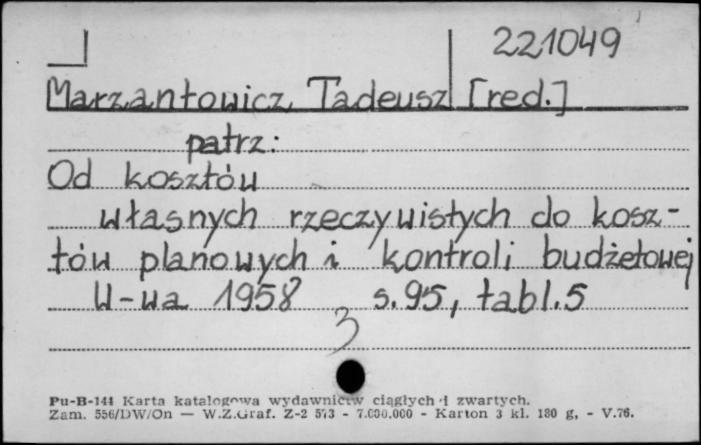 221049
Marzantowicz Tadeusz [red.]
patrz:
Od kosztów
własnych rzeczywistych do kosz-
tów planowych i kontroli budżetowej
W-wa 1958 s.95, tabl.5
3
Pu-B-144 Karta katalogowa wydawnictw ciągłych i zwartych.
Zam. 556/DW/On — W.Z.Graf. Z-2 573 - 7.000.000 - Karton 3 kl. 180 g, - V.76.